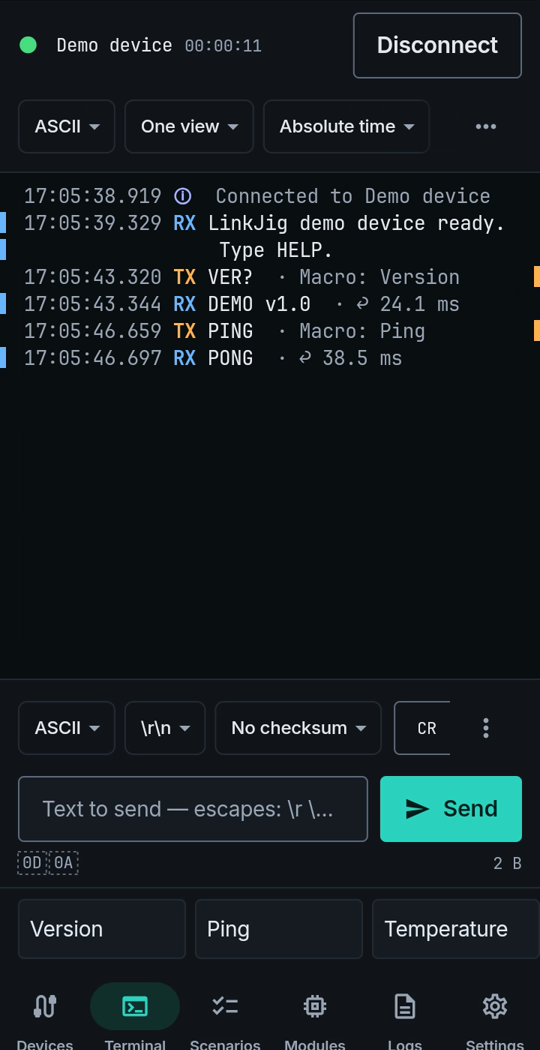 Demo device 00:00:11 Disconnect
ASCII One view Absolute time
17:05:38.919 Connected to Demo device
17:05:39.329 RX LinkJig demo device ready.
Type HELP.
17:05:43.320 TX VER? · Macro: Version
17:05:43.344 RX DEMO v1.0 · ⤶ 24.1 ms
17:05:46.659 TX PING · Macro: Ping
17:05:46.697 RX PONG · ⤶ 38.5 ms
ASCII \r\n No checksum CR
Text to send — escapes: \r \... Send
0D 0A 2 B
Version Ping Temperature
Devices Terminal Scenarios Modules Logs Settings